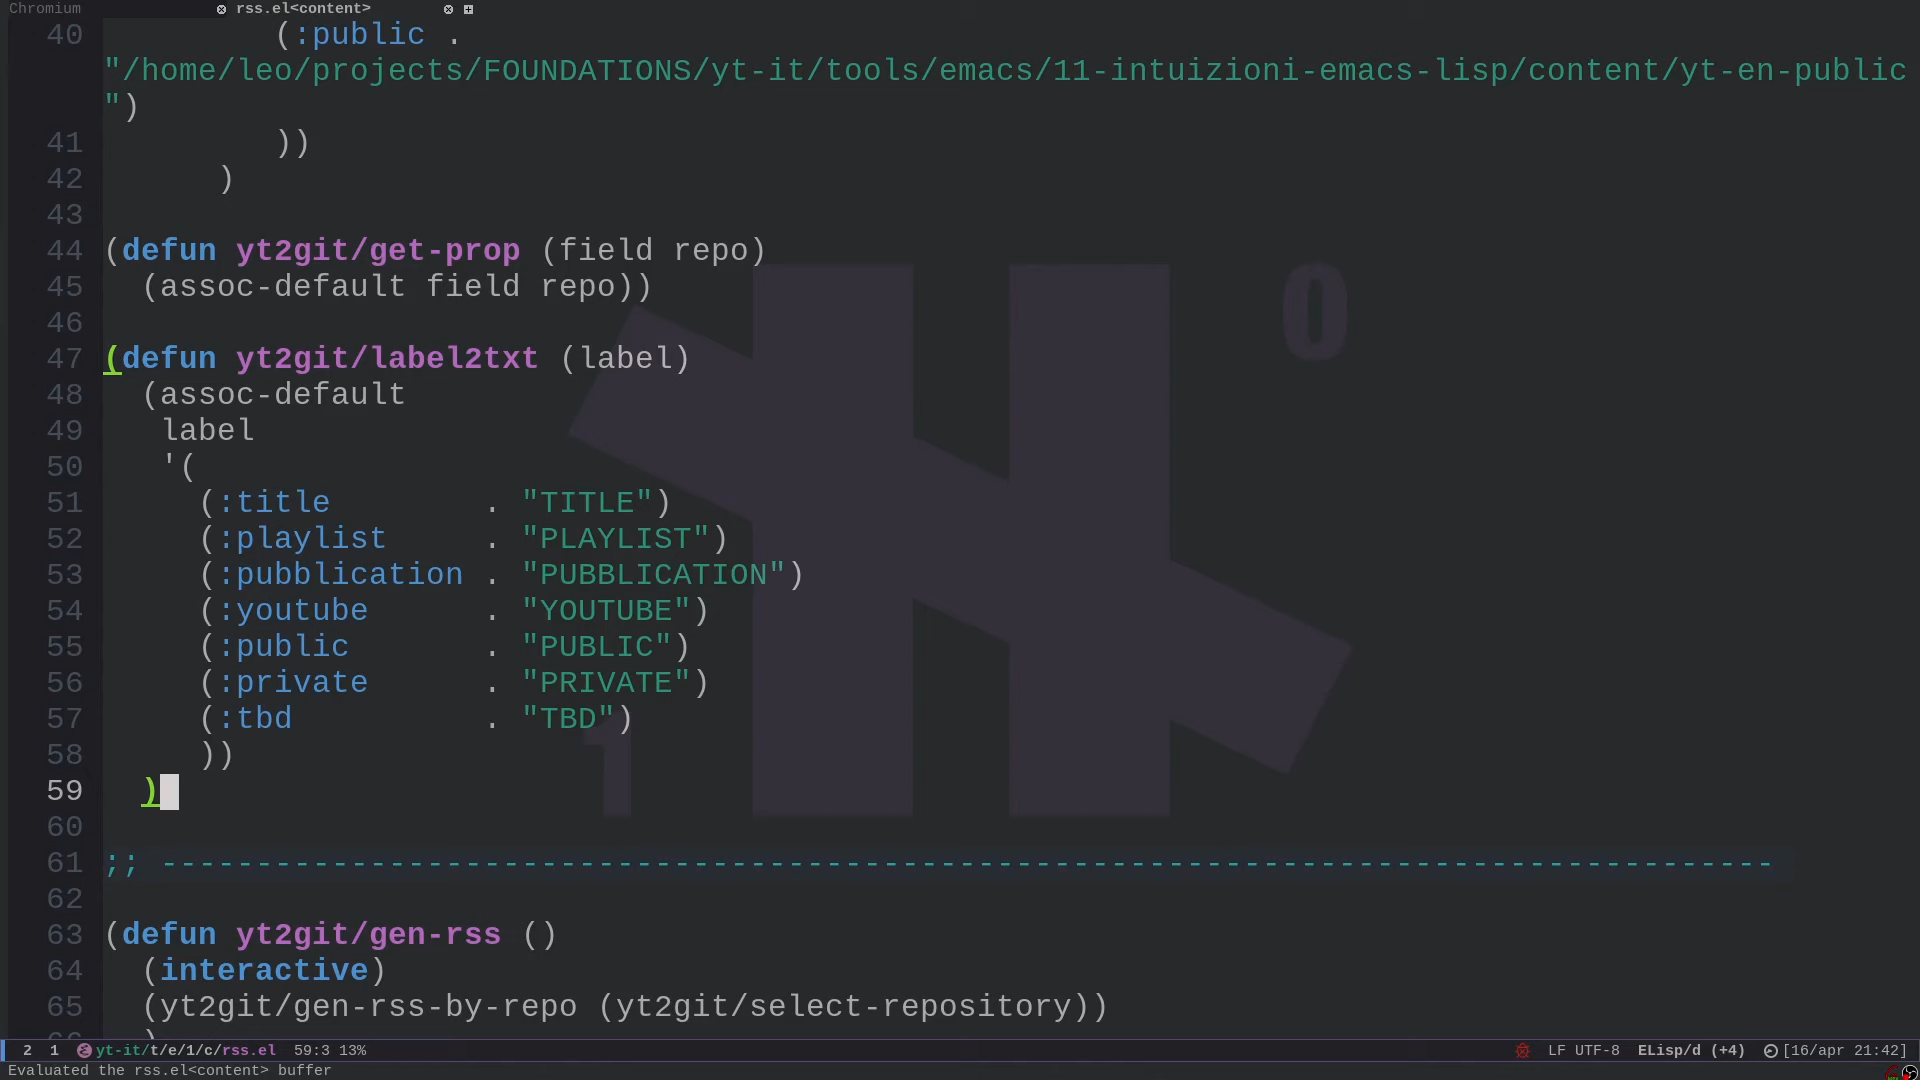 Chromium rss.el<content>
40 (:public .
"/home/leo/projects/FOUNDATIONS/yt-it/tools/emacs/11-intuizioni-emacs-lisp/content/yt-en-public
")
41 ))
42 )
43
44 (defun yt2git/get-prop (field repo)
45 (assoc-default field repo))
46
47 (defun yt2git/label2txt (label)
48 (assoc-default
49 label
50 '(
51 (:title . "TITLE")
52 (:playlist . "PLAYLIST")
53 (:pubblication . "PUBBLICATION")
54 (:youtube . "YOUTUBE")
55 (:public . "PUBLIC")
56 (:private . "PRIVATE")
57 (:tbd . "TBD")
58 ))
59 )
60
61 ;; -------------------------------------------------------------------------------------
62
63 (defun yt2git/gen-rss ()
64 (interactive)
65 (yt2git/gen-rss-by-repo (yt2git/select-repository))
66 )
2 1 yt-it/t/e/1/c/rss.el 59:3 13% LF UTF-8 ELisp/d (+4) [16/apr 21:42]
Evaluated the rss.el<content> buffer
0
1